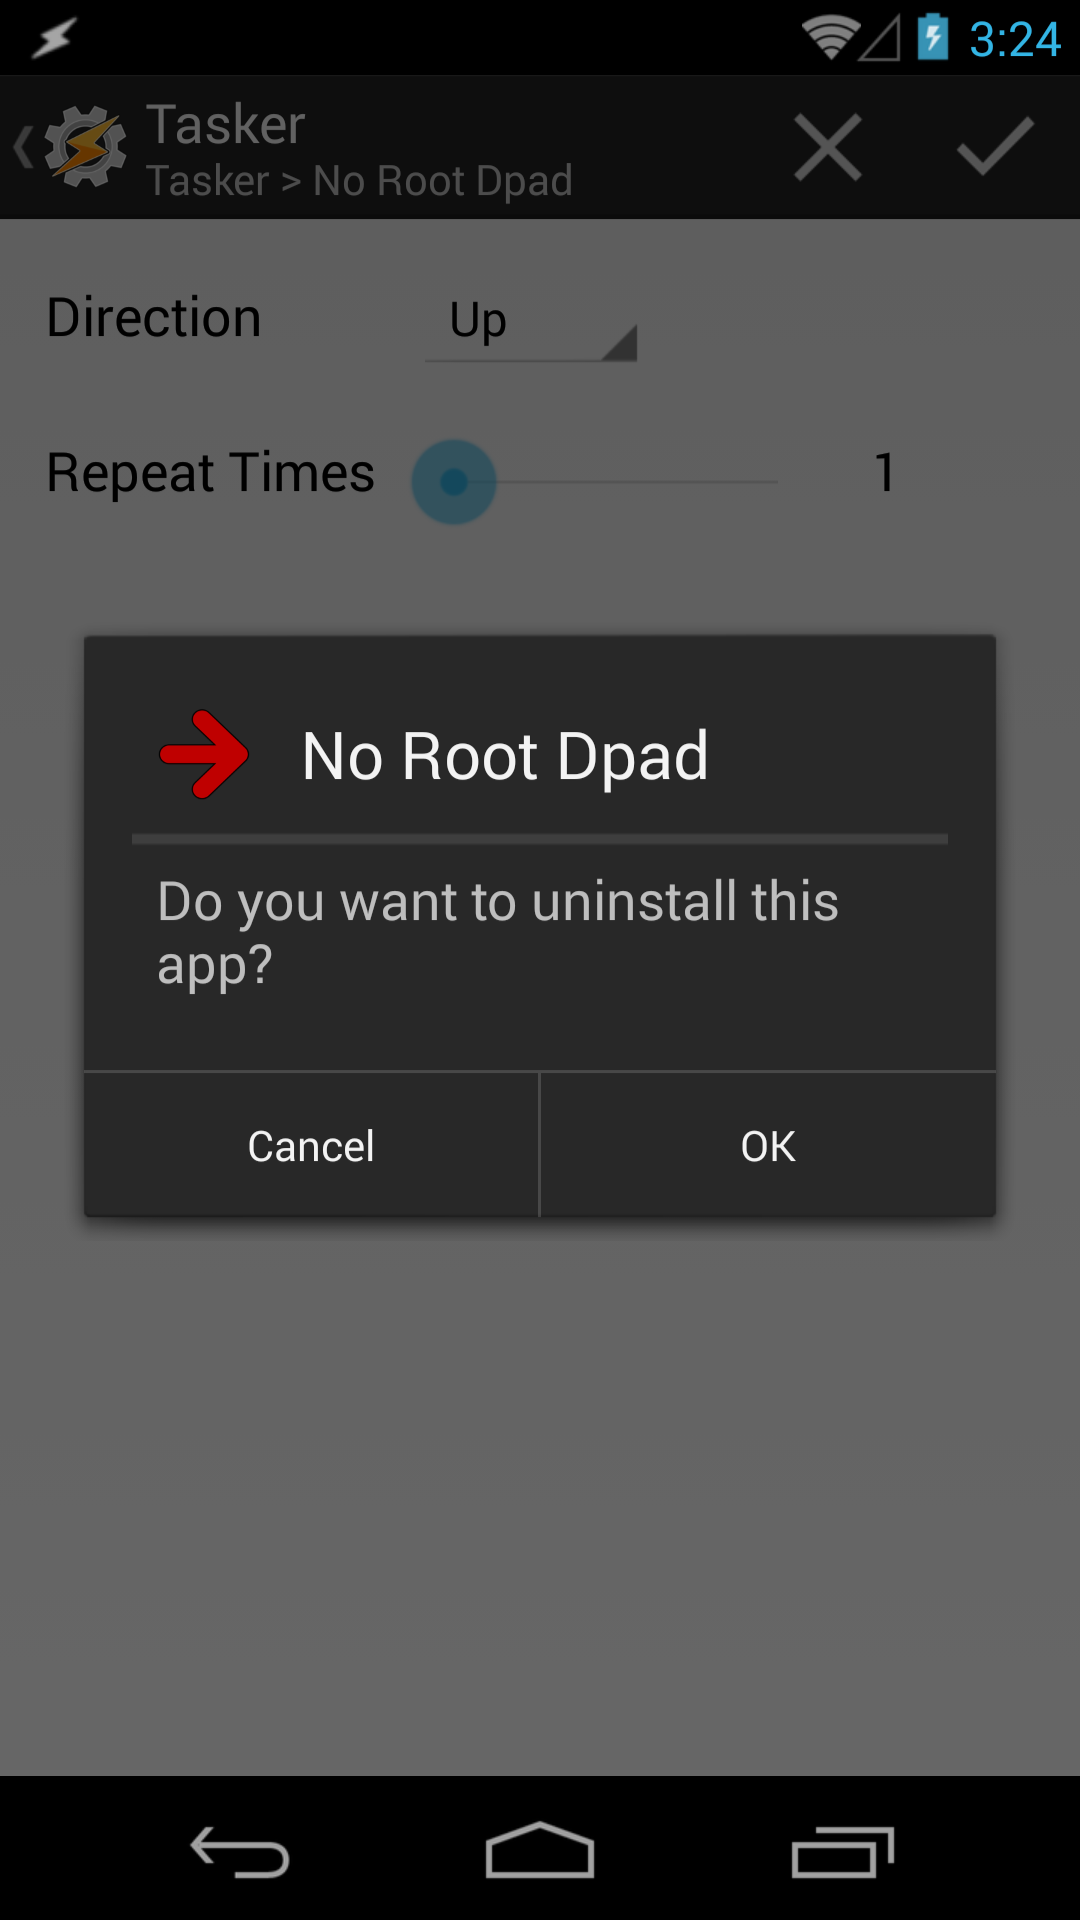 3:24
Tasker
Tasker > No Root Dpad
Direction
Up
Repeat Times
1
No Root Dpad
Do you want to uninstall this
app?
Cancel
OK